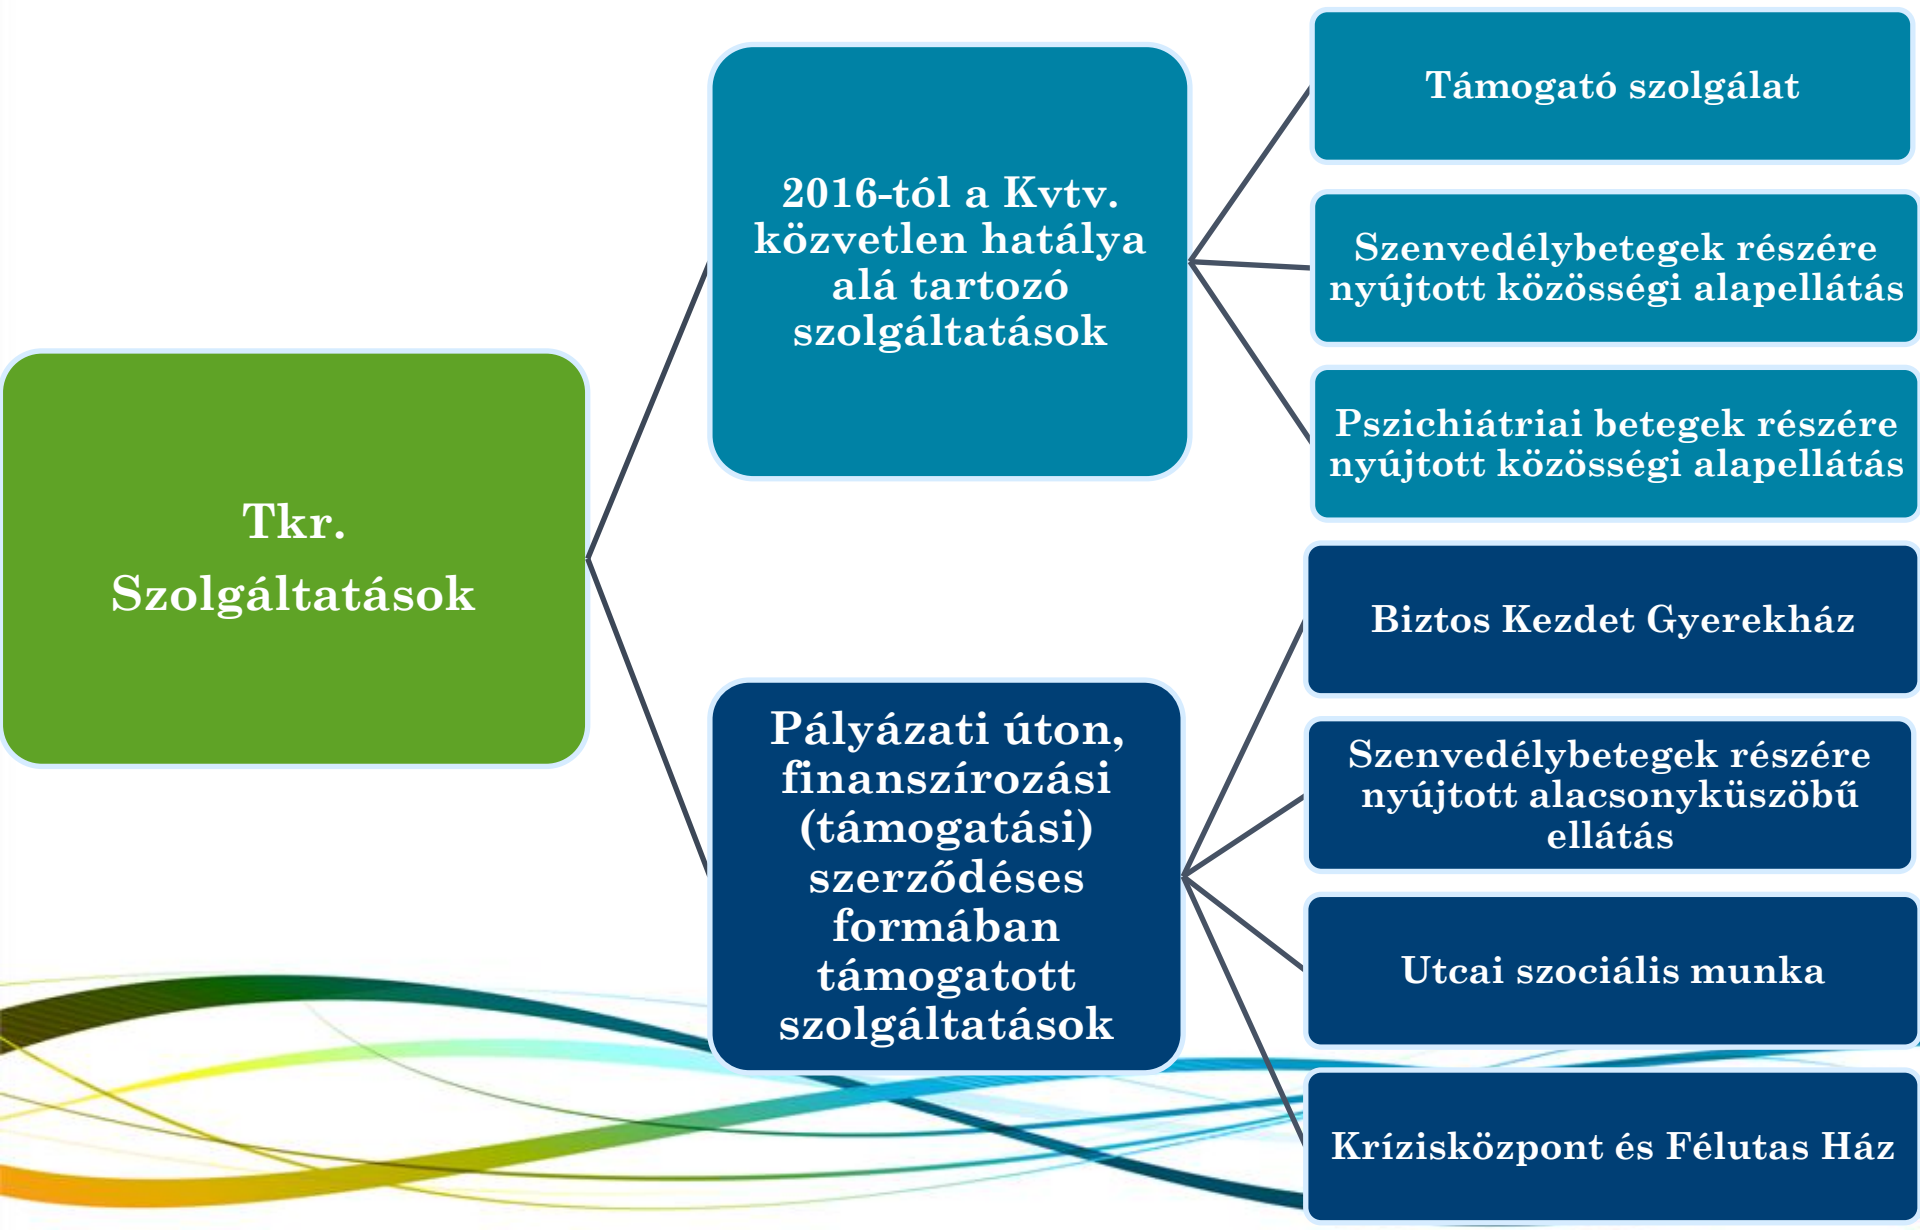 Tkr.
Szolgáltatások
2016-tól a Kvtv.
közvetlen hatálya
alá tartozó
szolgáltatások
Támogató szolgálat
Szenvedélybetegek részére
nyújtott közösségi alapellátás
Pszichiátriai betegek részére
nyújtott közösségi alapellátás
Pályázati úton,
finanszírozási
(támogatási)
szerződéses
formában
támogatott
szolgáltatások
Biztos Kezdet Gyerekház
Szenvedélybetegek részére
nyújtott alacsonyküszöbű
ellátás
Utcai szociális munka
Krízisközpont és Félutas Ház